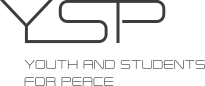 YSP
YOUTH AND STUDENTS
FOR PEACE